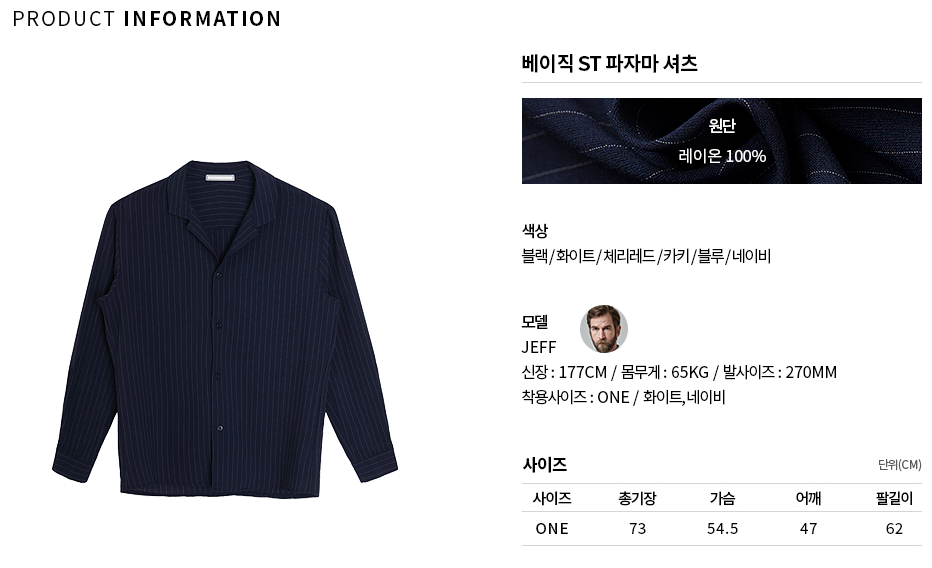 PRODUCT INFORMATION
베이직 ST 파자마 셔츠
원단
레이온 100%
색상
블랙/화이트/체리레드/카키/블루/네이비
모델
JEFF
신장 : 177CM / 몸무게 : 65KG / 발사이즈 : 270MM
착용사이즈 : ONE / 화이트,네이비
사이즈 단위(CM)
사이즈 총기장 가슴 어깨 팔길이
ONE 73 54.5 47 62